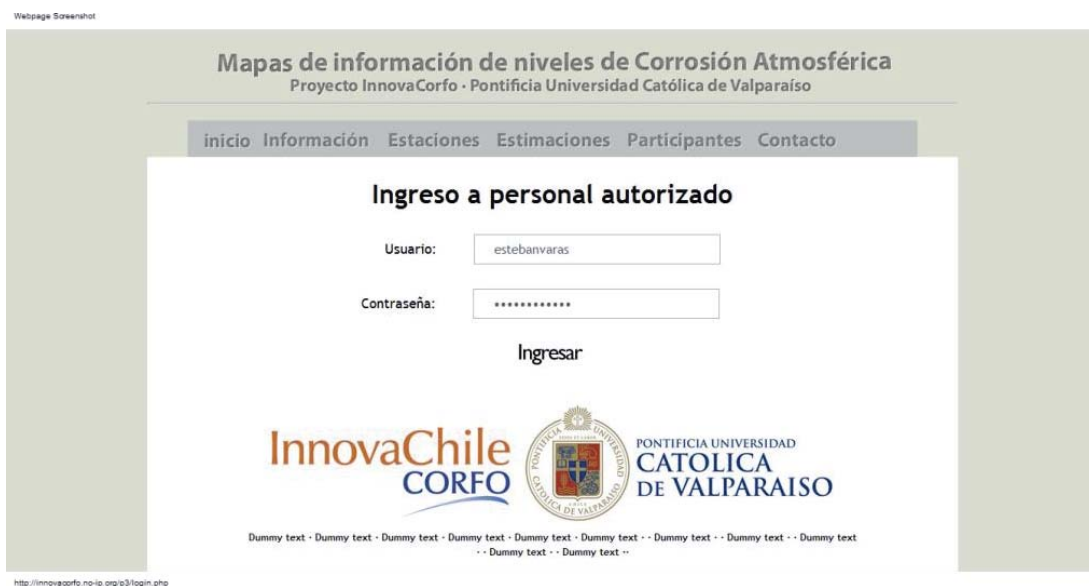 Webpage Screenshot
Mapas de información de niveles de Corrosión Atmosférica
Proyecto InnovaCorfo · Pontificia Universidad Católica de Valparaíso
inicio Información Estaciones Estimaciones Participantes Contacto
Ingreso a personal autorizado
Usuario: estebanvaras
Contraseña: ••••••••••••
Ingresar
InnovaChile
CORFO
PONTIFICIA UNIVERSIDAD
CATOLICA
DE VALPARAISO
Dummy text · Dummy text · Dummy text · Dummy text · Dummy text · Dummy text · · Dummy text · · Dummy text · · Dummy text
· · Dummy text · · Dummy text ··
http://innovacorfo.no-ip.org/p3/login.php